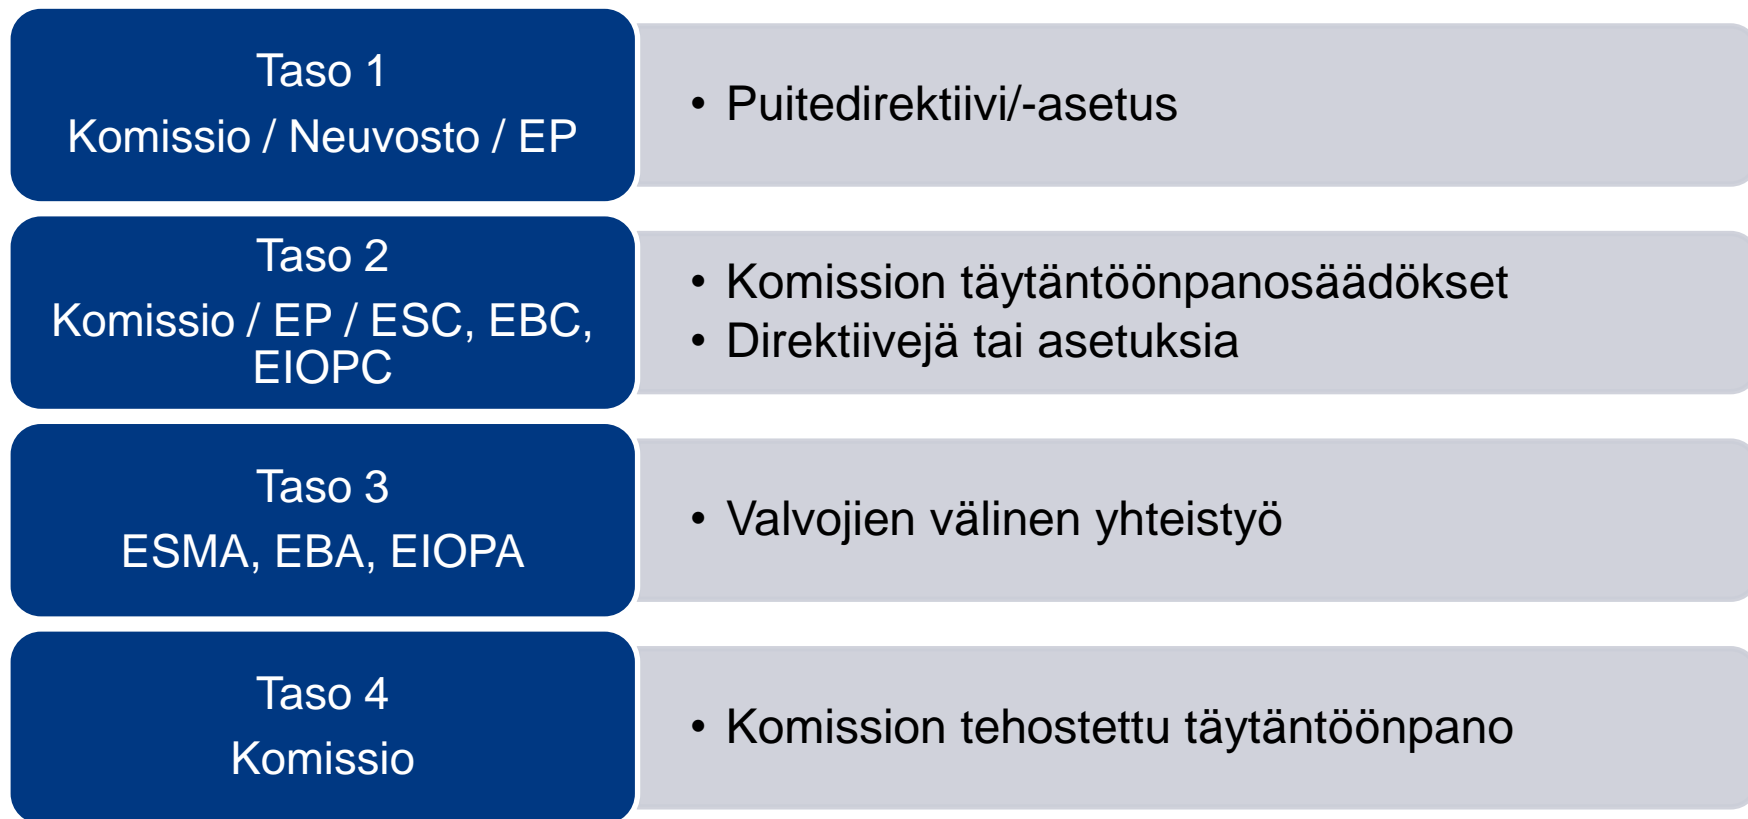 Taso 1
Komissio / Neuvosto / EP
• Puitedirektiivi/-asetus
Taso 2
Komissio / EP / ESC, EBC,
EIOPC
• Komission täytäntöönpanosäädökset
• Direktiivejä tai asetuksia
Taso 3
ESMA, EBA, EIOPA
• Valvojien välinen yhteistyö
Taso 4
Komissio
• Komission tehostettu täytäntöönpano